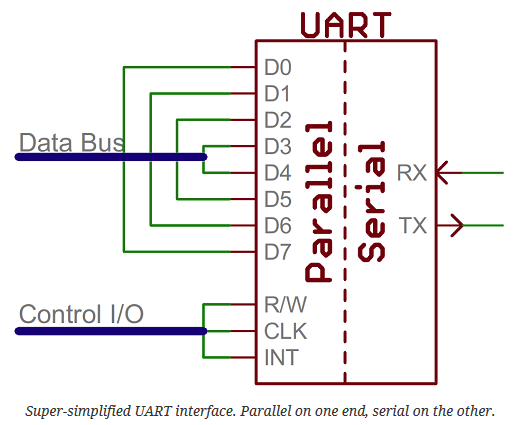 UART
D0
D1
D2
Data Bus
D3
D4
RX
D5
D6
TX
D7
Parallel
Serial
Control I/O
R/W
CLK
INT
Super-simplified UART interface. Parallel on one end, serial on the other.